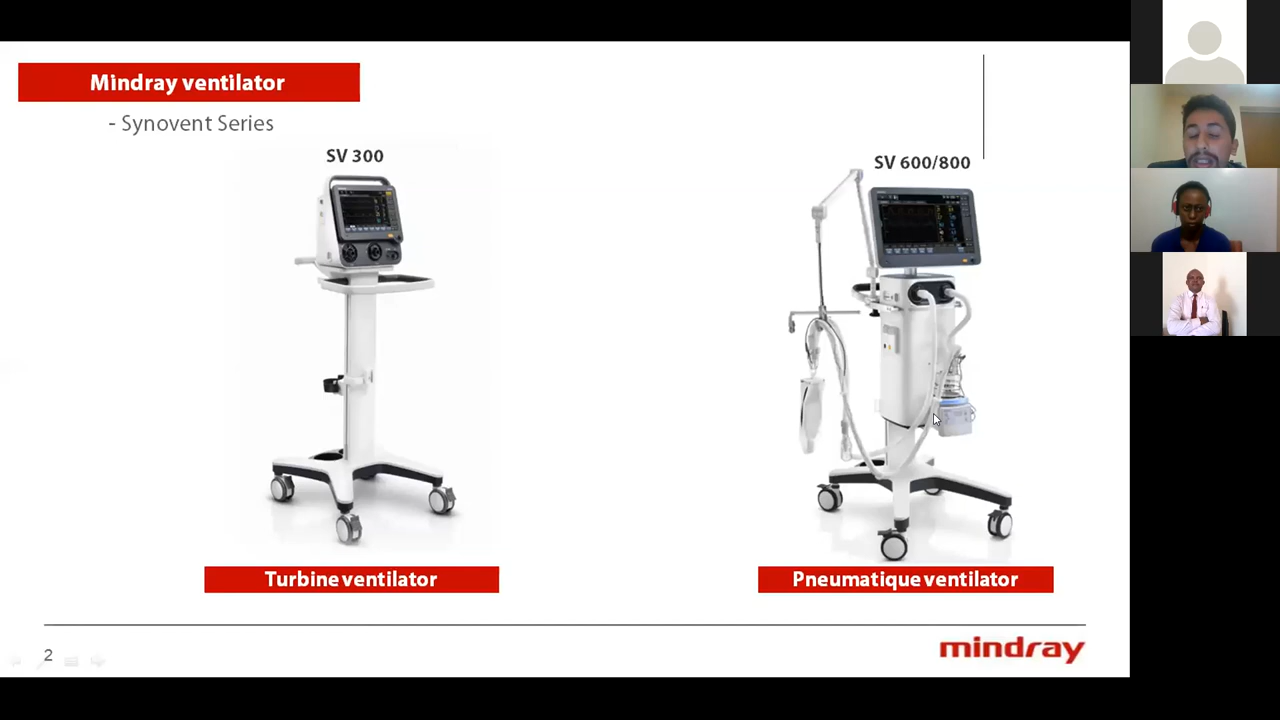 Mindray ventilator
- Synovent Series
SV 300
SV 600/800
Turbine ventilator
Pneumatique ventilator
2
mindray